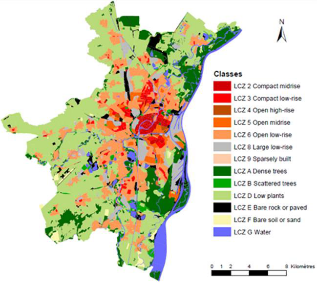 N
Classes
LCZ 2 Compact midrise
LCZ 3 Compact low-rise
LCZ 4 Open high-rise
LCZ 5 Open midrise
LCZ 6 Open low-rise
LCZ 8 Large low-rise
LCZ 9 Sparsely built
LCZ A Dense trees
LCZ B Scattered trees
LCZ D Low plants
LCZ E Bare rock or paved
LCZ F Bare soil or sand
LCZ G Water
0 1 2 4 6 8 Kilomètres